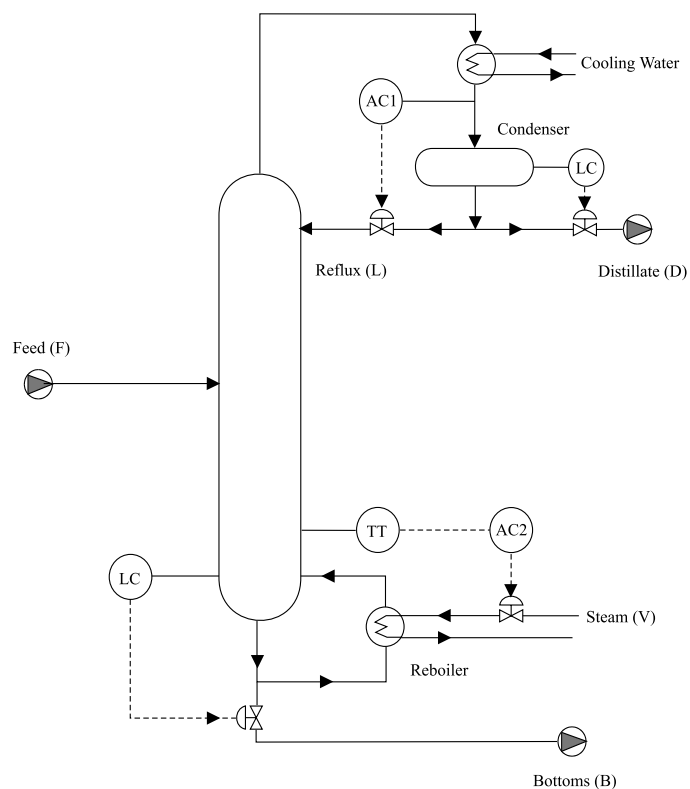 Cooling Water
AC1
Condenser
LC
Reflux (L)
Distillate (D)
Feed (F)
TT
AC2
LC
Steam (V)
Reboiler
Bottoms (B)